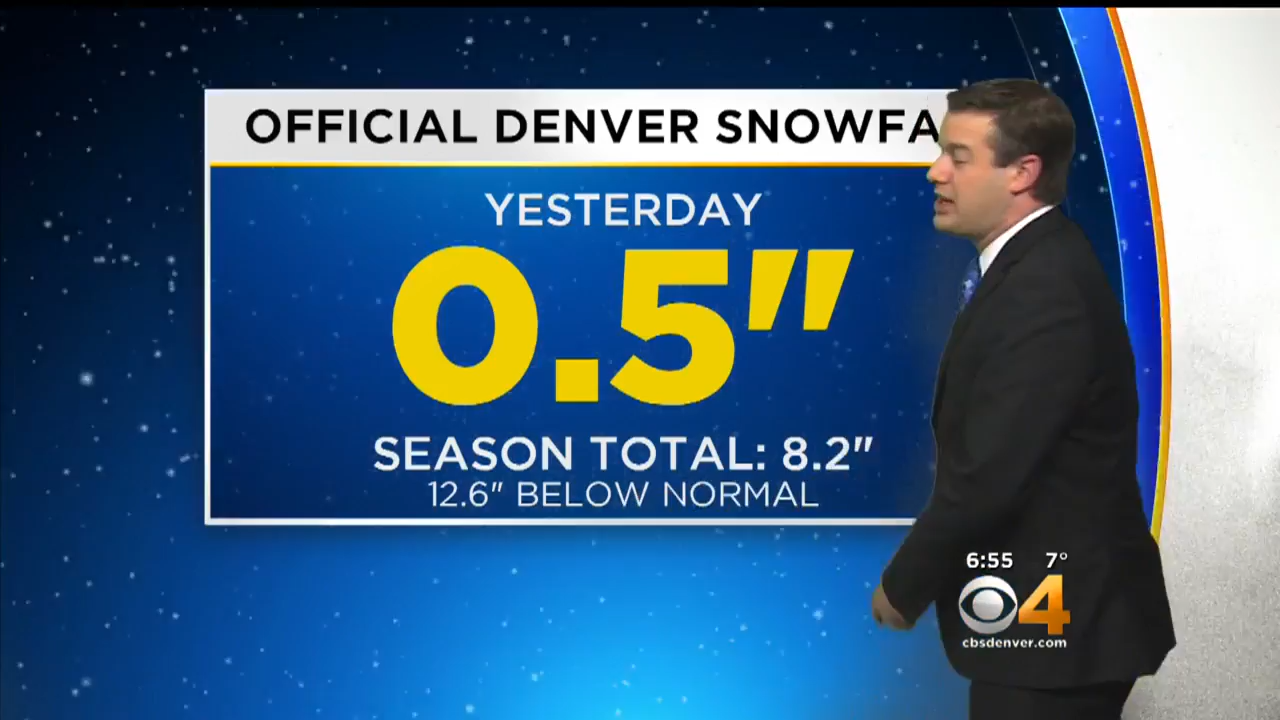 OFFICIAL DENVER SNOWFA
YESTERDAY
0.5"
SEASON TOTAL: 8.2"
12.6" BELOW NORMAL
6:55 7°
4
cbsdenver.com